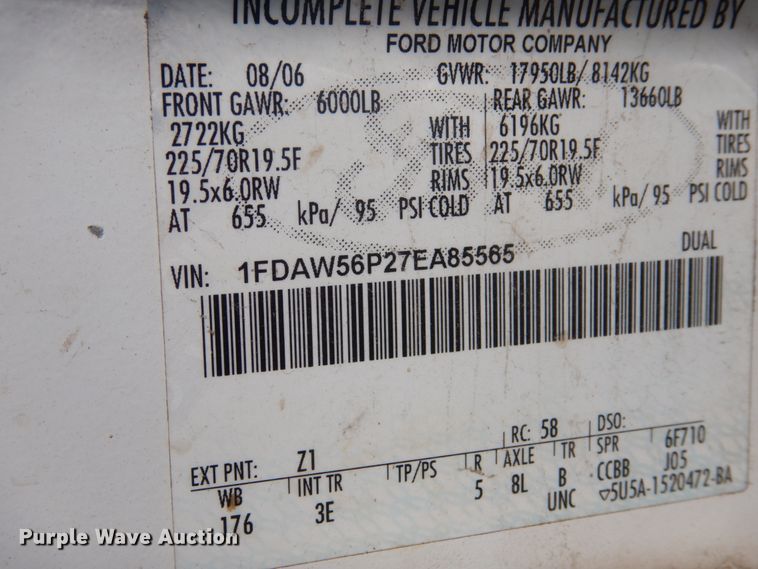 INCOMPLETE VEHICLE MANUFACTURED BY
FORD MOTOR COMPANY
DATE: 08/06 GVWR: 17950LB/ 8142KG
FRONT GAWR: 6000LB REAR GAWR: 13660LB
2722KG WITH 6196KG WITH
225/70R19.5F TIRES 225/70R19.5F TIRES
19.5x6.0RW RIMS 19.5x6.0RW RIMS
AT 655 kPa/ 95 PSI COLD AT 655 kPa/ 95 PSI COLD
VIN: 1FDAW56P27EA85565 DUAL
RC: 58 DSO:
EXT PNT: Z1 R AXLE TR SPR 6F710
WB INT TR TP/PS 5 8L B CCBB J05
176 3E UNC ▽5U5A-1520472-BA
Purple Wave Auction